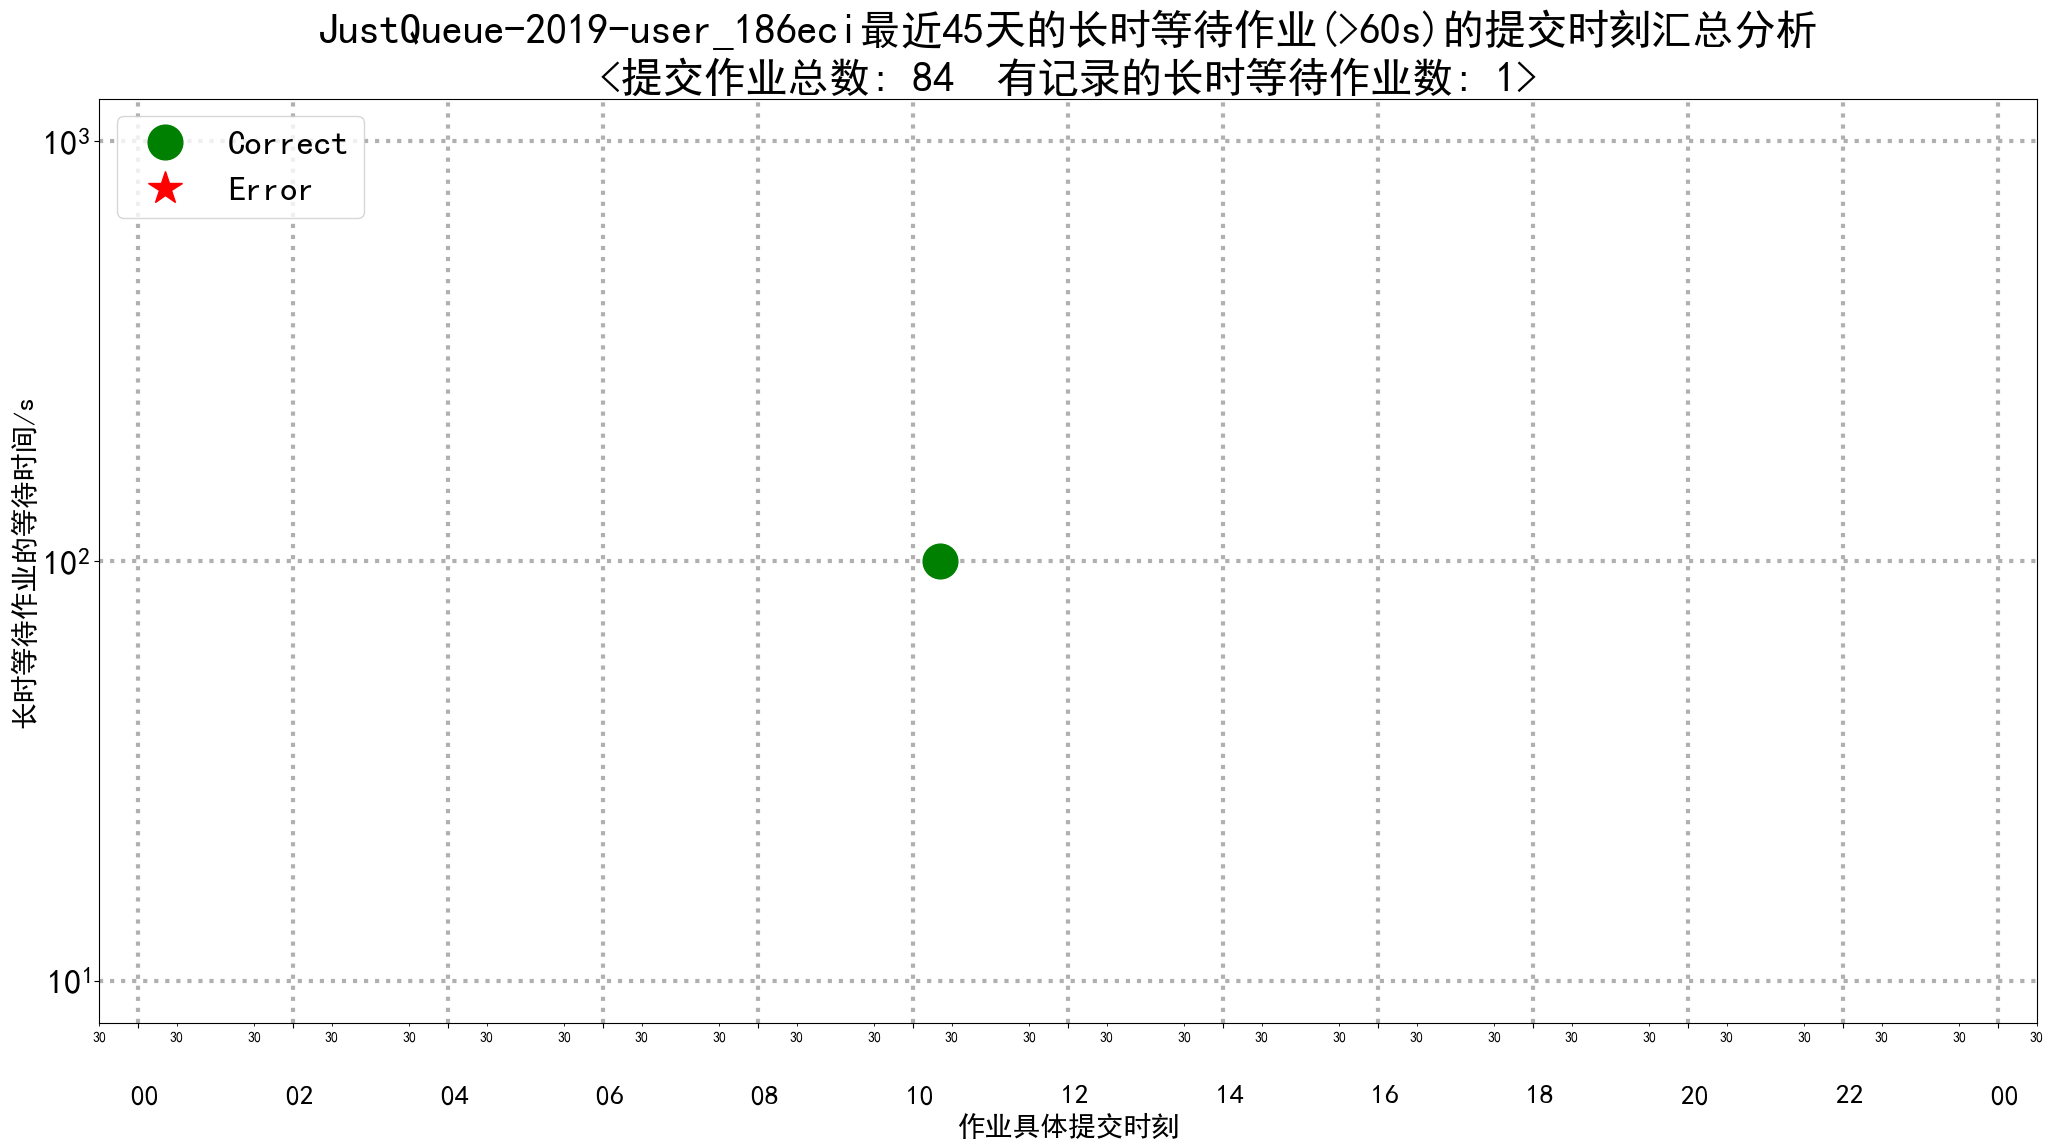 JustQueue-2019-user_186eci最近45天的长时等待作业(>60s)的提交时刻汇总分析
<提交作业总数: 84  有记录的长时等待作业数: 1>
Correct
Error
10³
10²
10¹
长时等待作业的等待时间/s
30 30 30 30 30 30 30 30 30 30 30 30 30 30 30 30 30 30 30 30 30 30 30 30 30 30
00 02 04 06 08 10 12 14 16 18 20 22 00
作业具体提交时刻